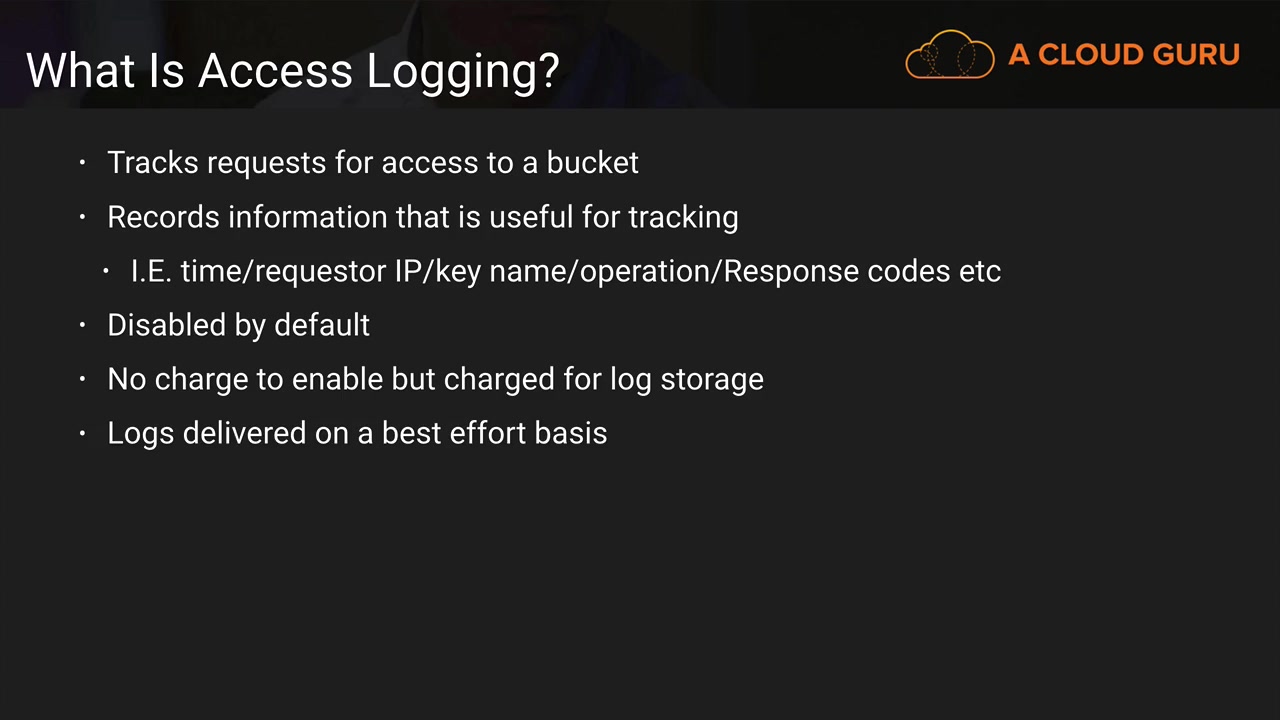 What Is Access Logging?
A CLOUD GURU
· Tracks requests for access to a bucket
· Records information that is useful for tracking
· I.E. time/requestor IP/key name/operation/Response codes etc
· Disabled by default
· No charge to enable but charged for log storage
· Logs delivered on a best effort basis